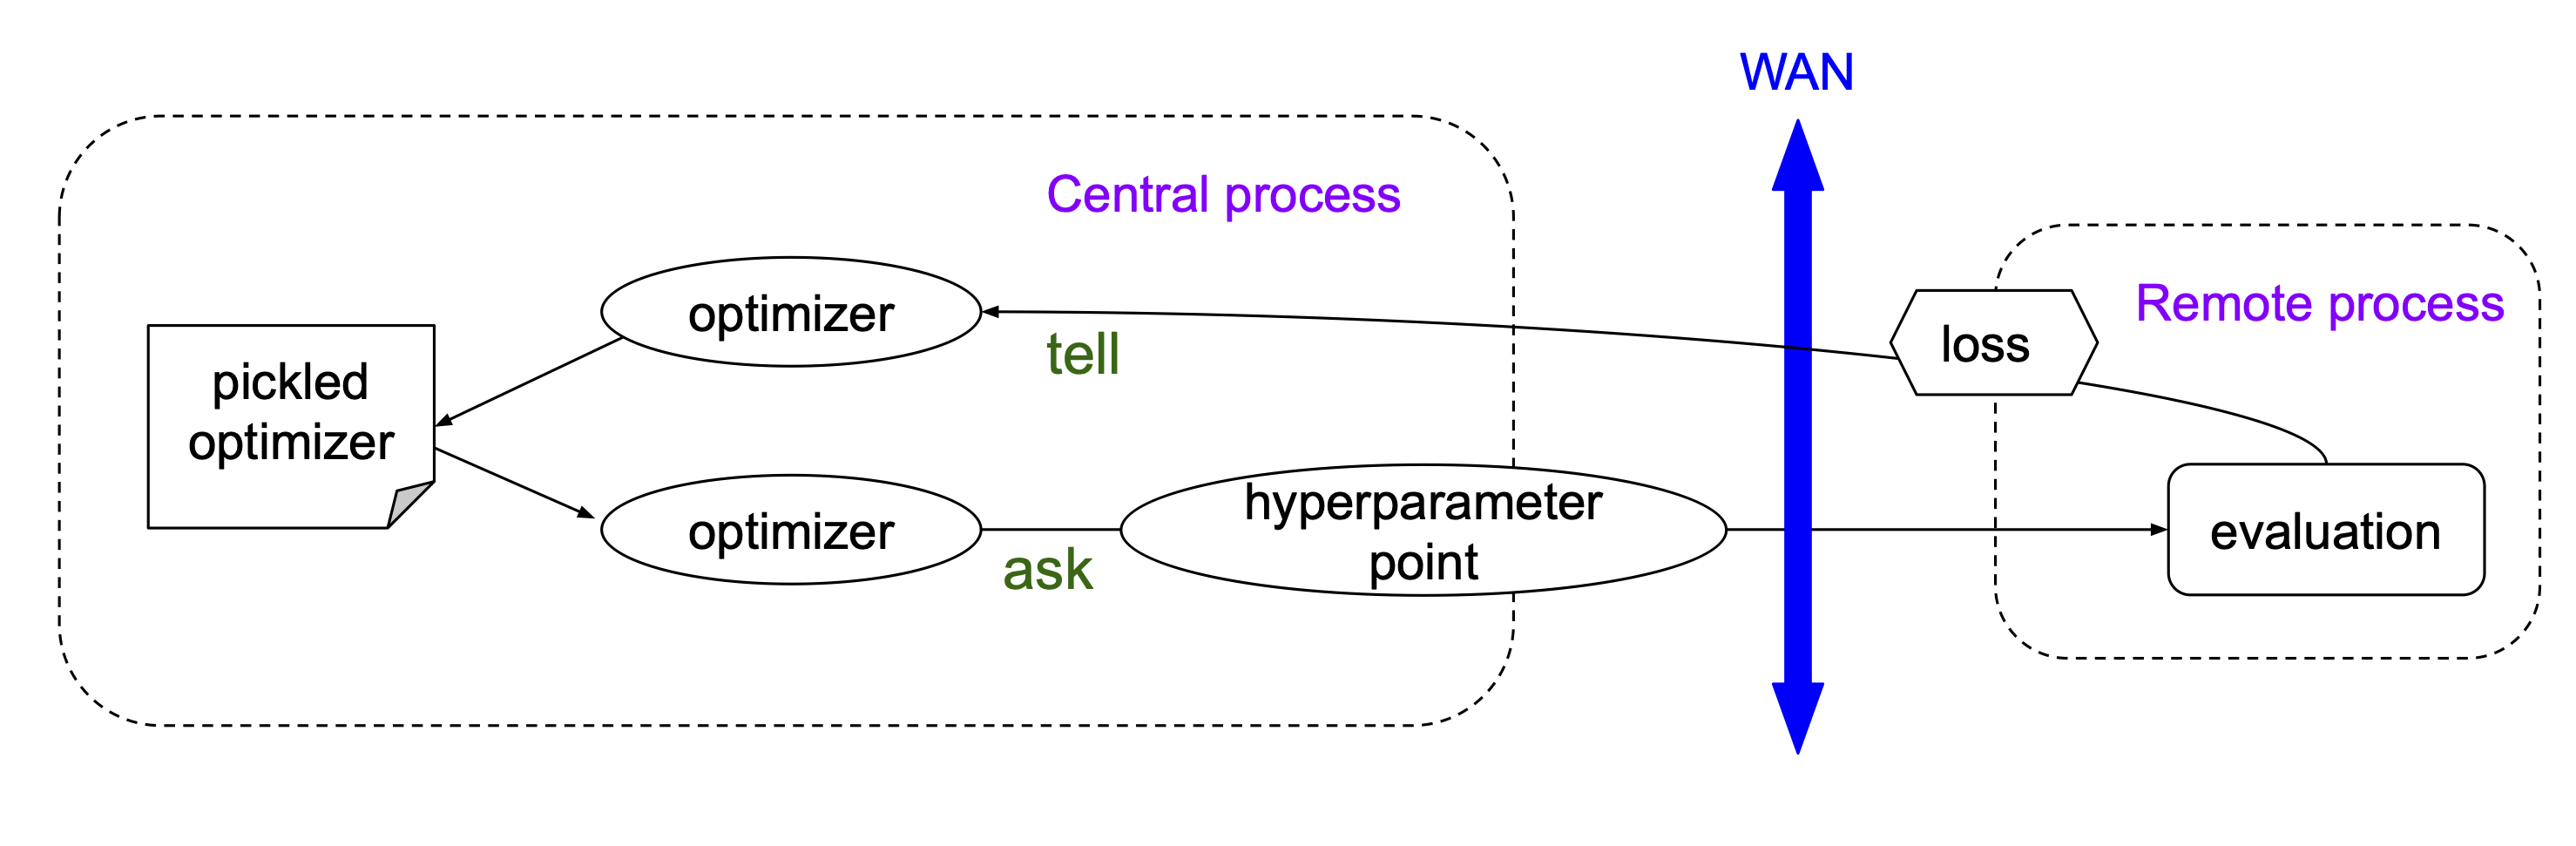 WAN
Central process
Remote process
optimizer
tell
loss
pickled
optimizer
optimizer
ask
hyperparameter
point
evaluation